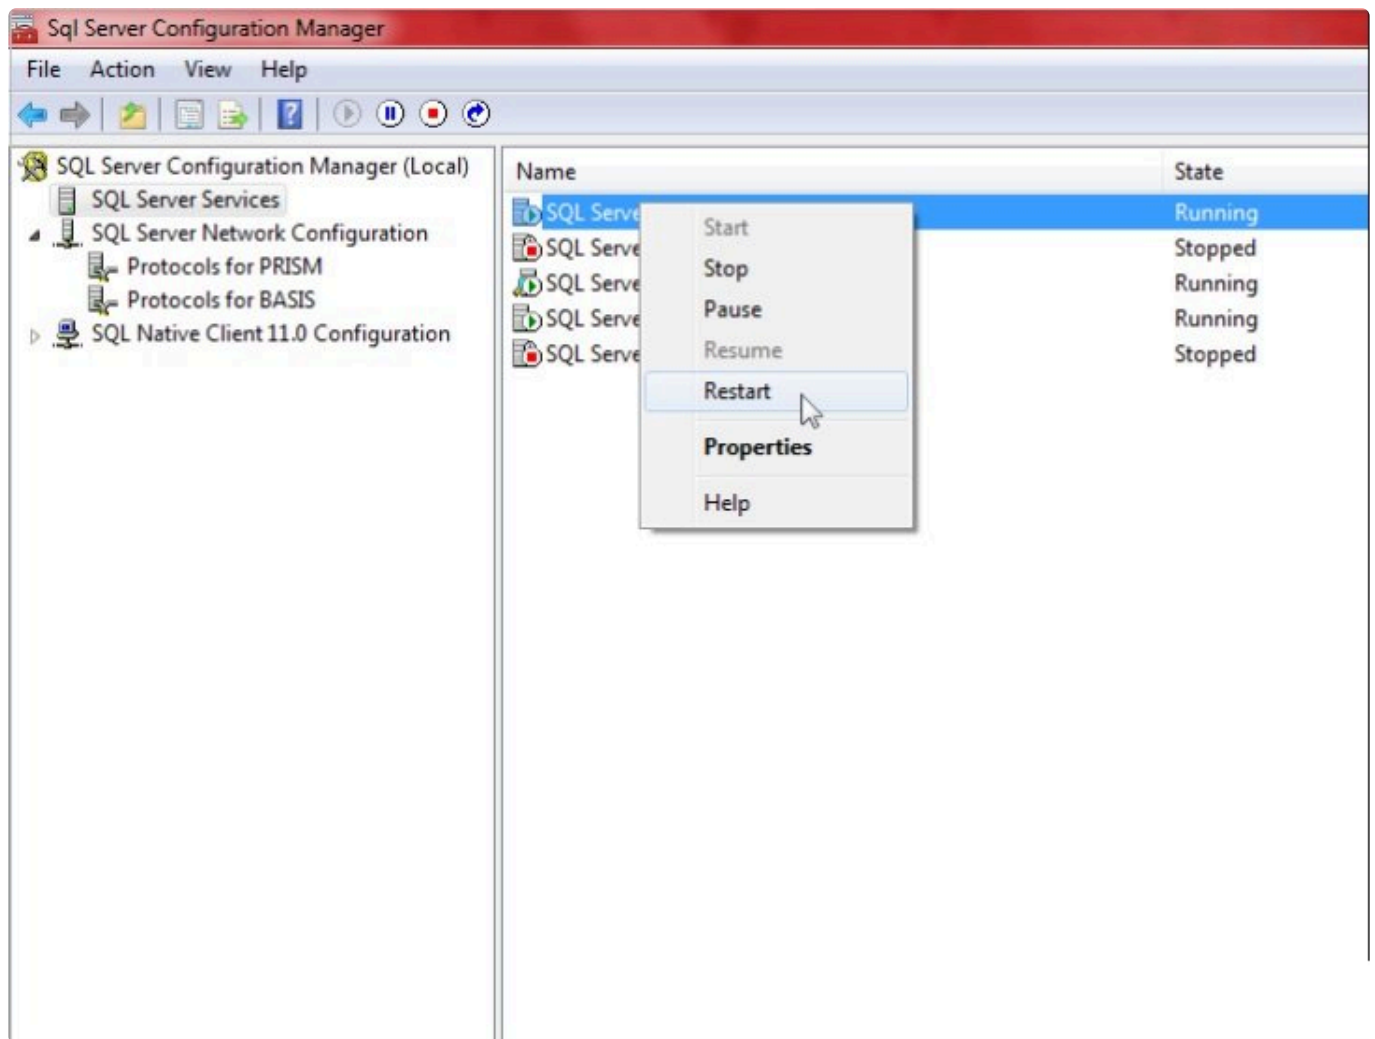 Sql Server Configuration Manager
File Action View Help
SQL Server Configuration Manager (Local)
SQL Server Services
SQL Server Network Configuration
Protocols for PRISM
Protocols for BASIS
SQL Native Client 11.0 Configuration
Name State
SQL Serve Running
SQL Serve Stopped
SQL Serve Running
SQL Serve Running
SQL Serve Stopped
Start
Stop
Pause
Resume
Restart
Properties
Help